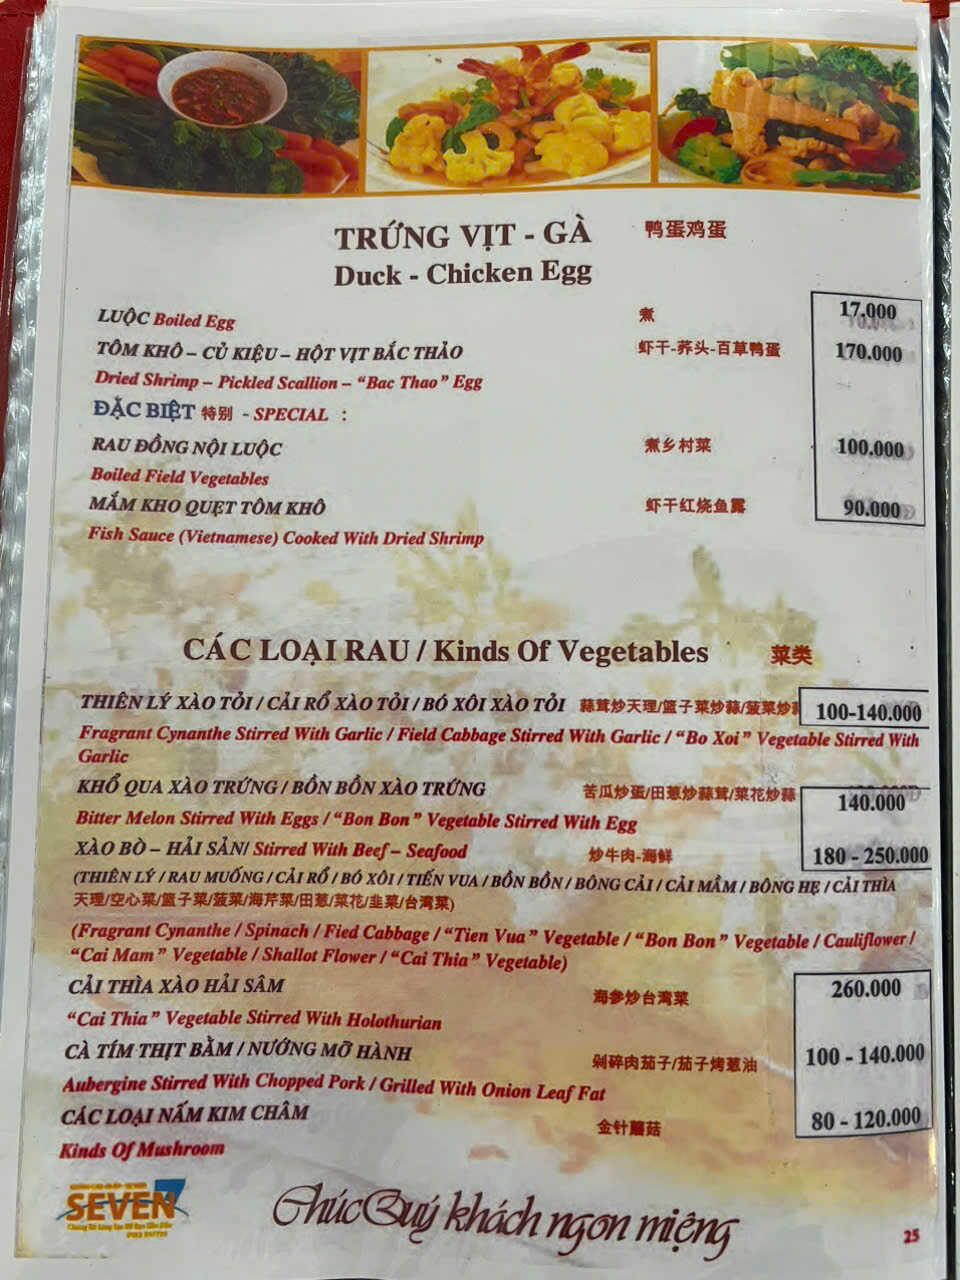 TRỨNG VỊT - GÀ 鸭蛋鸡蛋
Duck - Chicken Egg
LUỘC Boiled Egg 煮 17.000
TÔM KHÔ – CỦ KIỆU – HỘT VỊT BẮC THẢO 虾干-荞头-百草鸭蛋 170.000
Dried Shrimp – Pickled Scallion – “Bac Thao” Egg
ĐẶC BIỆT 特别 - SPECIAL :
RAU ĐỒNG NỘI LUỘC 煮乡村菜 100.000
Boiled Field Vegetables
MẮM KHO QUẸT TÔM KHÔ 虾干红烧鱼露 90.000
Fish Sauce (Vietnamese) Cooked With Dried Shrimp
CÁC LOẠI RAU / Kinds Of Vegetables 菜类
THIÊN LÝ XÀO TỎI / CẢI RỔ XÀO TỎI / BÓ XÔI XÀO TỎI 蒜茸炒天理/篮子菜炒蒜/菠菜炒 100-140.000
Fragrant Cynanthe Stirred With Garlic / Field Cabbage Stirred With Garlic / “Bo Xoi” Vegetable Stirred With
Garlic
KHỔ QUA XÀO TRỨNG / BỒN BỒN XÀO TRỨNG 苦瓜炒蛋/田葱炒蒜茸/菜花炒蒜 140.000
Bitter Melon Stirred With Eggs / “Bon Bon” Vegetable Stirred With Egg
XÀO BÒ – HẢI SẢN/ Stirred With Beef – Seafood 炒牛肉-海鲜 180 - 250.000
(THIÊN LÝ / RAU MUỐNG / CẢI RỔ / BÓ XÔI / TIẾN VUA / BỒN BỒN / BÔNG CẢI / CẢI MẦM / BÔNG HẸ / CẢI THÌA
天理/空心菜/篮子菜/菠菜/海芹菜/田葱/菜花/韭菜/台湾菜)
(Fragrant Cynanthe / Spinach / Fied Cabbage / “Tien Vua” Vegetable / “Bon Bon” Vegetable / Cauliflower /
“Cai Mam” Vegetable / Shallot Flower / “Cai Thia” Vegetable)
CẢI THÌA XÀO HẢI SÂM 海参炒台湾菜 260.000
“Cai Thia” Vegetable Stirred With Holothurian
CÀ TÍM THỊT BẰM / NƯỚNG MỠ HÀNH 剁碎肉茄子/茄子烤葱油 100 - 140.000
Aubergine Stirred With Chopped Pork / Grilled With Onion Leaf Fat
CÁC LOẠI NẤM KIM CHÂM 金针蘑菇 80 - 120.000
Kinds Of Mushroom
SEVEN 7
Chúc Quý khách ngon miệng
25